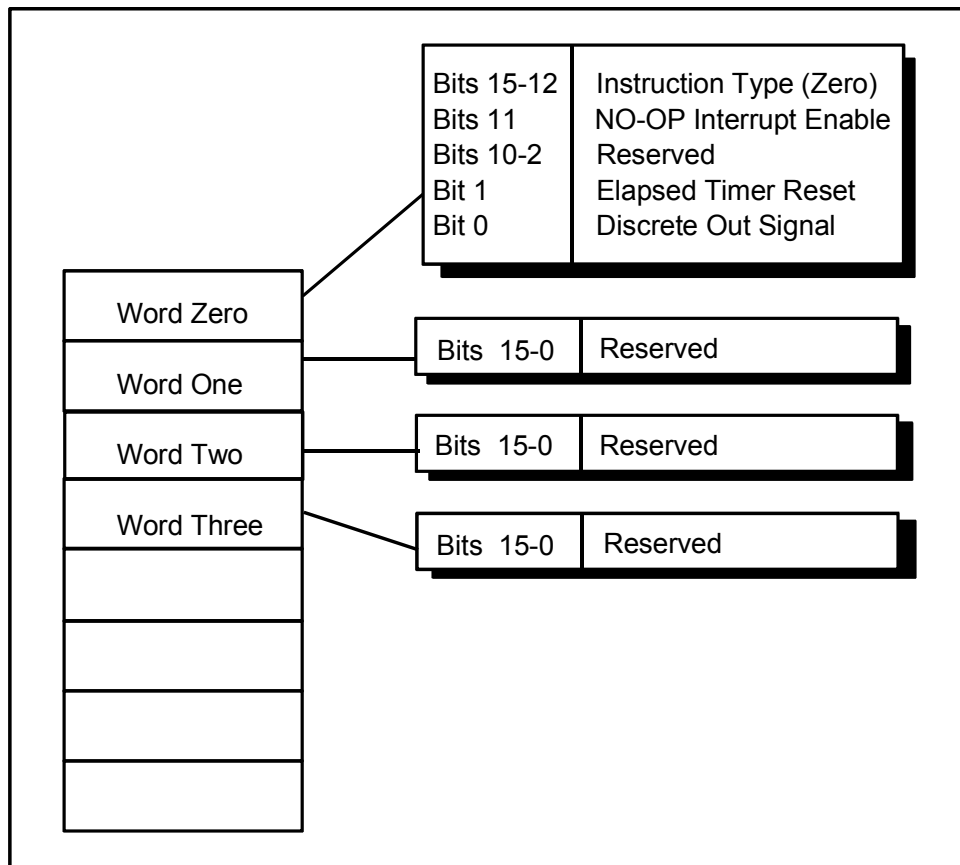 Bits 15-12 Instruction Type (Zero)
Bits 11 NO-OP Interrupt Enable
Bits 10-2 Reserved
Bit 1 Elapsed Timer Reset
Bit 0 Discrete Out Signal
Word Zero
Bits 15-0 Reserved
Word One
Bits 15-0 Reserved
Word Two
Word Three
Bits 15-0 Reserved